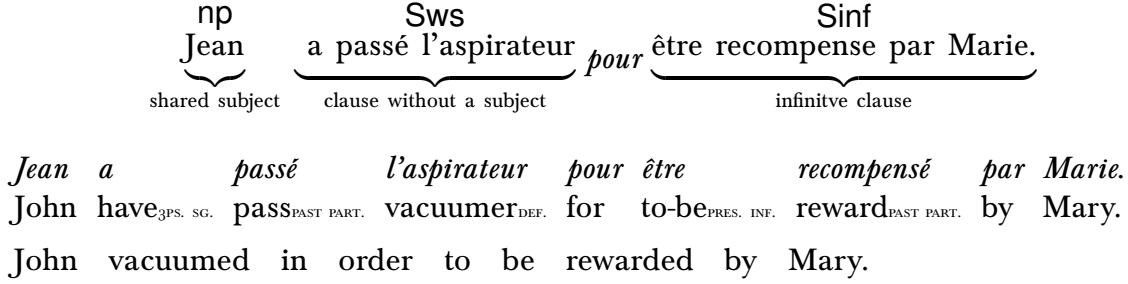 np Sws Sinf
Jean a passé l'aspirateur pour être recompense par Marie.
shared subject clause without a subject infinitve clause
Jean a passé l'aspirateur pour être recompensé par Marie.
John have3PS. SG. passPAST PART. vacuumerDEF. for to-bePRES. INF. rewardPAST PART. by Mary.
John vacuumed in order to be rewarded by Mary.